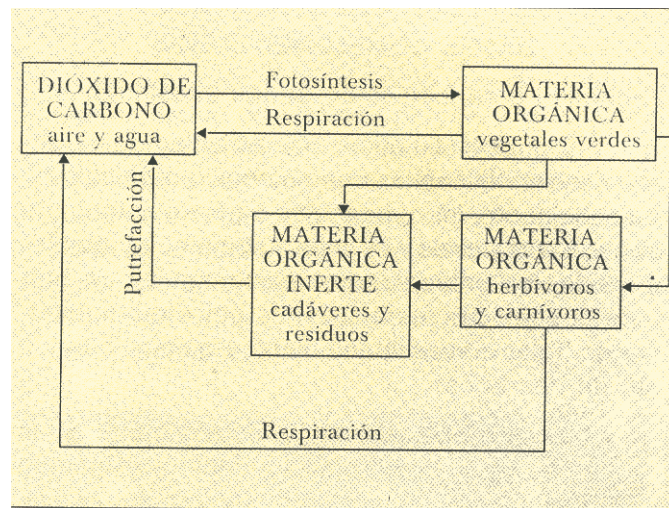 DIOXIDO DE
CARBONO
aire y agua
Fotosíntesis
Respiración
MATERIA
ORGÁNICA
vegetales verdes
Putrefacción
MATERIA
ORGÁNICA
INERTE
cadáveres y
residuos
MATERIA
ORGÁNICA
herbívoros
y carnívoros
Respiración